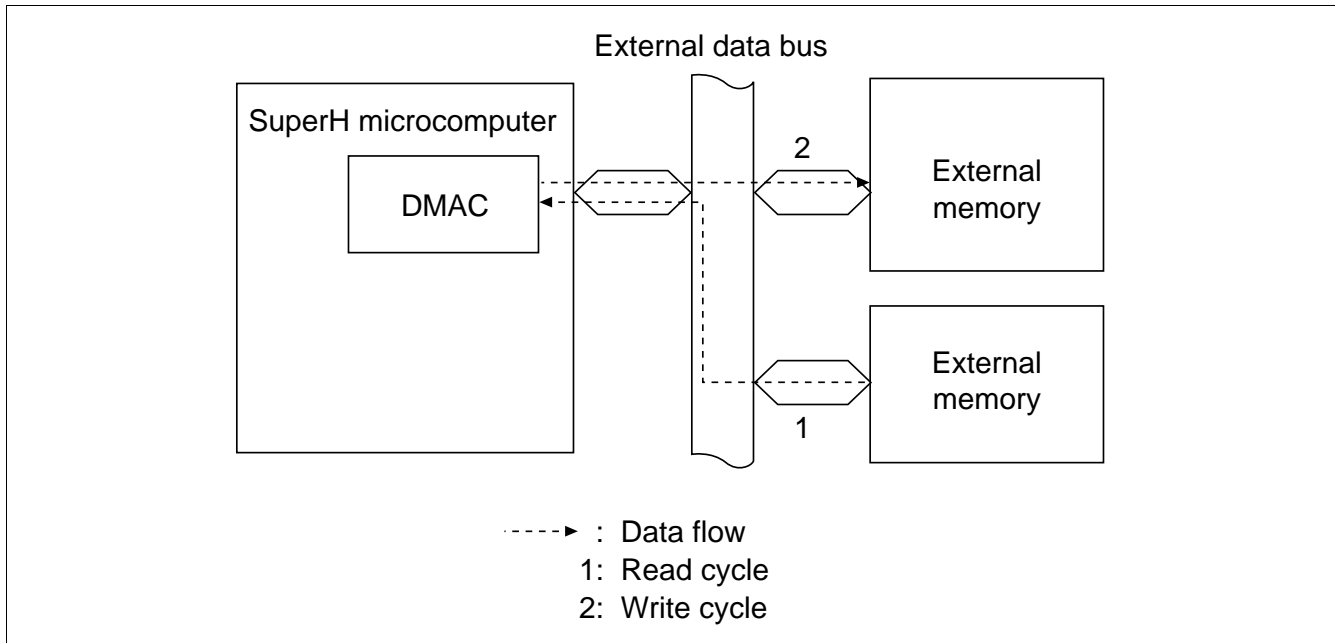 External data bus
SuperH microcomputer
DMAC
2
External
memory
External
memory
1
: Data flow
1: Read cycle
2: Write cycle